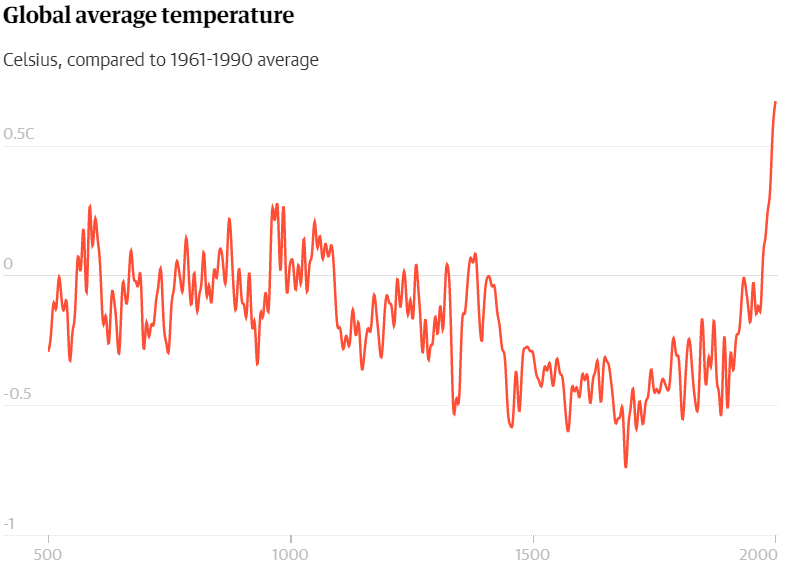 Global average temperature
Celsius, compared to 1961-1990 average
0.5C
0
-0.5
-1
500 1000 1500 2000